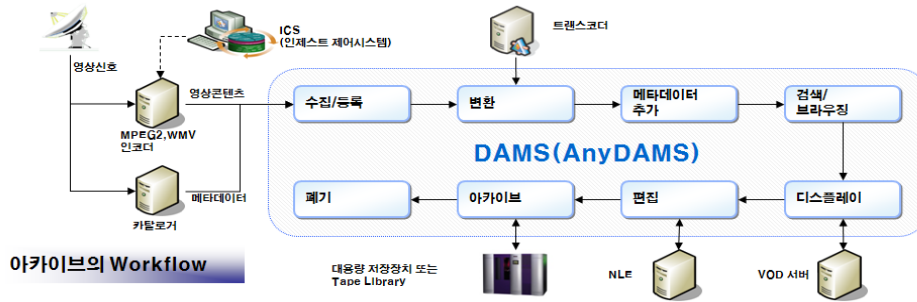 ICS
(인제스트 제어시스템)
트랜스코더
영상신호
영상콘텐츠
MPEG2,WMV
인코더
수집/등록
변환
메타데이터
추가
검색/
브라우징
DAMS(AnyDAMS)
메타데이터
카탈로거
폐기
아카이브
편집
디스플레이
아카이브의 Workflow
대용량 저장장치 또는
Tape Library
NLE
VOD 서버